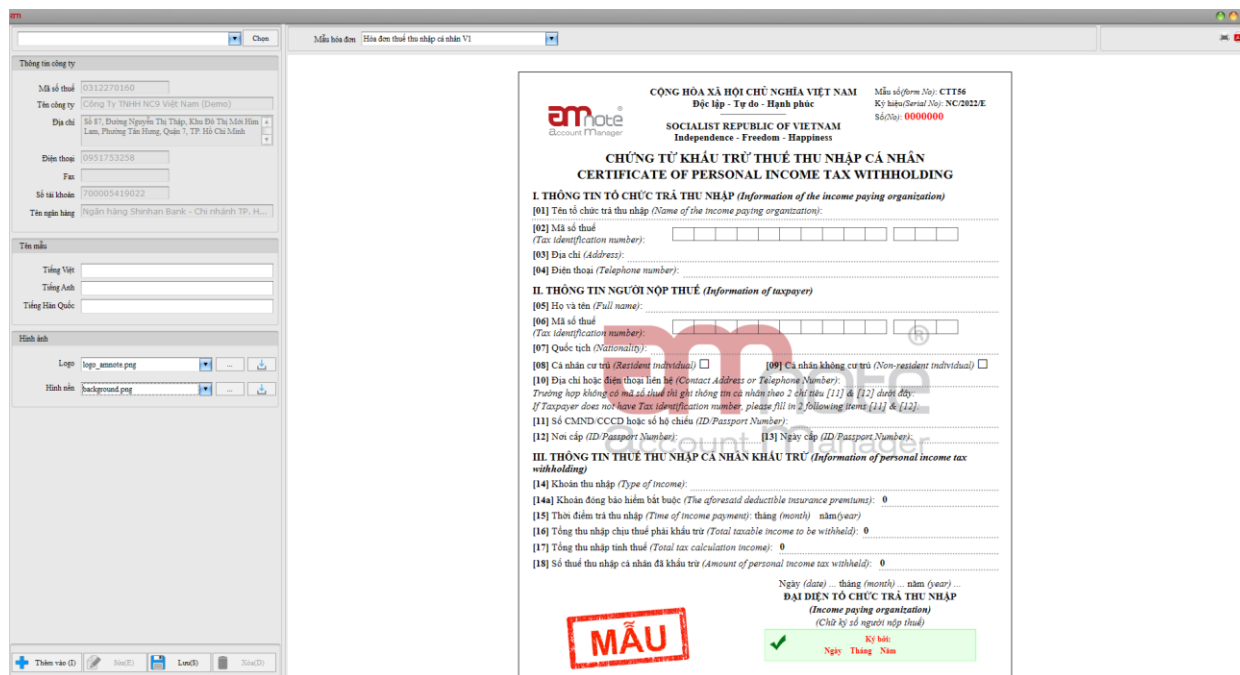 am
Chọn
Mẫu hóa đơn Hóa đơn thuế thu nhập cá nhân V1
Thông tin công ty
Mã số thuế 0312270160
Tên công ty Công Ty TNHH NC9 Việt Nam (Demo)
Địa chỉ Số 87, Đường Nguyễn Thị Thập, Khu Đô Thị Mới Him
Lam, Phường Tân Hưng, Quận 7, TP. Hồ Chí Minh
Điện thoại 0951753258
Fax
Số tài khoản 700005419022
Tên ngân hàng Ngân hàng Shinhan Bank - Chi nhánh TP. H...
Tên mẫu
Tiếng Việt
Tiếng Anh
Tiếng Hàn Quốc
Hình ảnh
Logo logo_amnote.png ...
Hình nền background.png ...
Thêm vào (I) Sửa(E) Lưu(S) Xóa(D)
amnote®
account manager
CỘNG HÒA XÃ HỘI CHỦ NGHĨA VIỆT NAM
Độc lập - Tự do - Hạnh phúc
SOCIALIST REPUBLIC OF VIETNAM
Independence - Freedom - Happiness
Mẫu số(form No): CTT56
Ký hiệu(Serial No): NC/2022/E
Số(No): 0000000
CHỨNG TỪ KHẤU TRỪ THUẾ THU NHẬP CÁ NHÂN
CERTIFICATE OF PERSONAL INCOME TAX WITHHOLDING
I. THÔNG TIN TỔ CHỨC TRẢ THU NHẬP (Information of the income paying organization)
[01] Tên tổ chức trả thu nhập (Name of the income paying organization):
[02] Mã số thuế
(Tax identification number):
[03] Địa chỉ (Address):
[04] Điện thoại (Telephone number):
II. THÔNG TIN NGƯỜI NỘP THUẾ (Information of taxpayer)
[05] Họ và tên (Full name):
[06] Mã số thuế
(Tax identification number):
[07] Quốc tịch (Nationality):
[08] Cá nhân cư trú (Resident individual) [09] Cá nhân không cư trú (Non-resident individual)
[10] Địa chỉ hoặc điện thoại liên hệ (Contact Address or Telephone Number):
Trường hợp không có mã số thuế thì ghi thông tin cá nhân theo 2 chỉ tiêu [11] & [12] dưới đây:
If Taxpayer does not have Tax identification number, please fill in 2 following items [11] & [12]:
[11] Số CMND/CCCD hoặc số hộ chiếu (ID/Passport Number):
[12] Nơi cấp (ID/Passport Number): [13] Ngày cấp (ID/Passport Number):
amnote®
account manager
III. THÔNG TIN THUẾ THU NHẬP CÁ NHÂN KHẤU TRỪ (Information of personal income tax
withholding)
[14] Khoản thu nhập (Type of income):
[14a] Khoản đóng bảo hiểm bắt buộc (The aforesaid deductible insurance premiums): 0
[15] Thời điểm trả thu nhập (Time of income payment): tháng (month) năm(year)
[16] Tổng thu nhập chịu thuế phải khấu trừ (Total taxable income to be withheld): 0
[17] Tổng thu nhập tính thuế (Total tax calculation income): 0
[18] Số thuế thu nhập cá nhân đã khấu trừ (Amount of personal income tax withheld): 0
Ngày (date) ... tháng (month) ... năm (year) ...
ĐẠI DIỆN TỔ CHỨC TRẢ THU NHẬP
(Income paying organization)
(Chữ ký số người nộp thuế)
MẪU
Ký bởi:
Ngày Tháng Năm